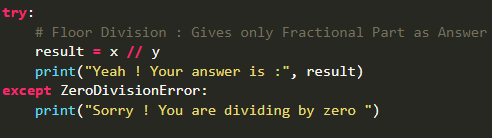 try:
    # Floor Division : Gives only Fractional Part as Answer
    result = x // y
    print("Yeah ! Your answer is :", result)
except ZeroDivisionError:
    print("Sorry ! You are dividing by zero ")